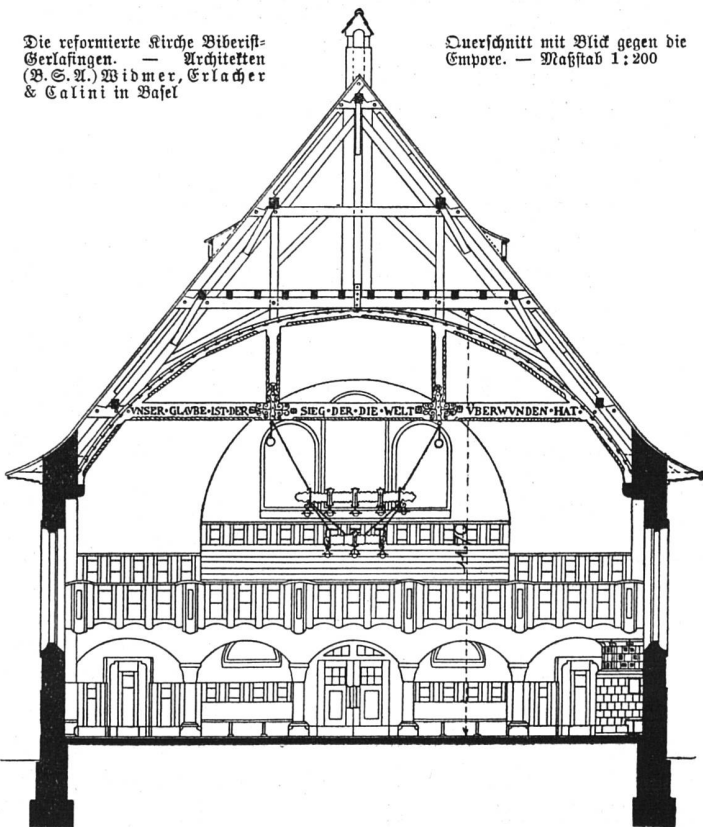 Die reformierte Kirche Biberist-
Gerlafingen. — Architekten
(B. S. A.) Widmer, Erlacher
& Calini in Basel
Querschnitt mit Blick gegen die
Empore. — Maßstab 1 : 200
VNSER • GLAVBE • IST • DER SIEG • DER • DIE • WELT VBERWVNDEN • HAT •